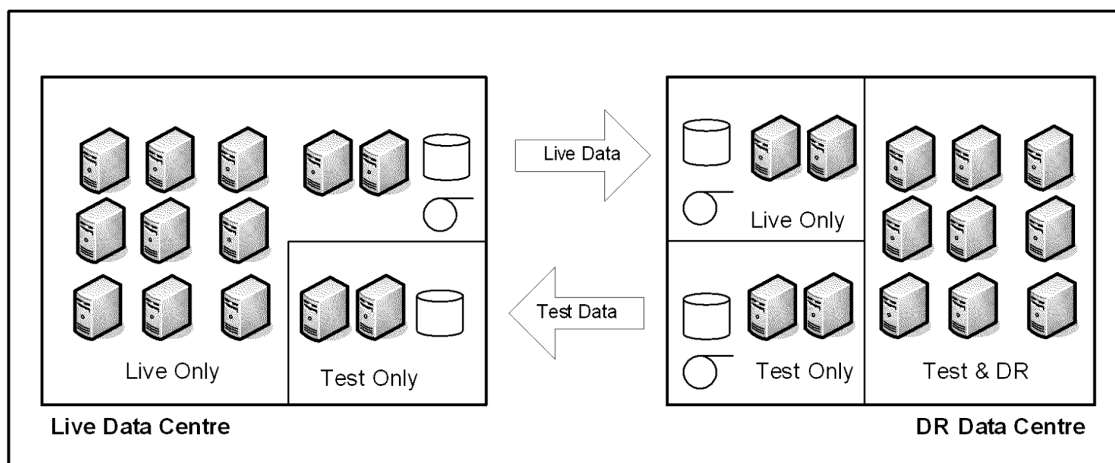 Live Data
Live Only
Test Data
Live Only
Test Only
Test Only
Test & DR
Live Data Centre
DR Data Centre